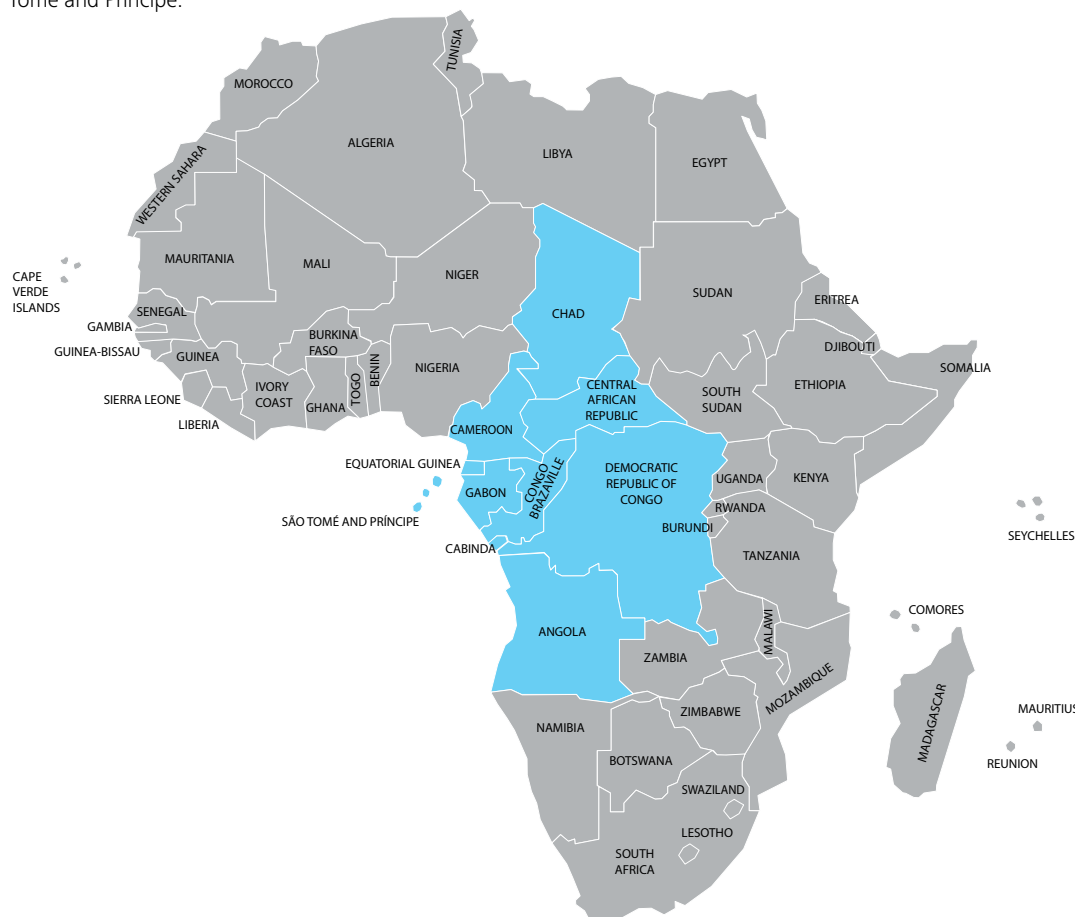 Tomé and Príncipe.
TUNISIA
MOROCCO
ALGERIA
LIBYA
EGYPT
WESTERN SAHARA
MAURITANIA
MALI
NIGER
CHAD
SUDAN
ERITREA
CAPE
VERDE
ISLANDS
SENEGAL
GAMBIA
GUINEA-BISSAU
GUINEA
BURKINA
FASO
BENIN
TOGO
NIGERIA
DJIBOUTI
SOMALIA
ETHIOPIA
SIERRA LEONE
IVORY
COAST
GHANA
LIBERIA
CENTRAL
AFRICAN
REPUBLIC
SOUTH
SUDAN
CAMEROON
EQUATORIAL GUINEA
GABON
CONGO
BRAZAVILLE
DEMOCRATIC
REPUBLIC OF
CONGO
UGANDA
KENYA
RWANDA
BURUNDI
SÃO TOMÉ AND PRÍNCIPE
CABINDA
TANZANIA
SEYCHELLES
COMORES
ANGOLA
ZAMBIA
MALAWI
MOZAMBIQUE
MADAGASCAR
MAURITIUS
REUNION
NAMIBIA
ZIMBABWE
BOTSWANA
SWAZILAND
LESOTHO
SOUTH
AFRICA